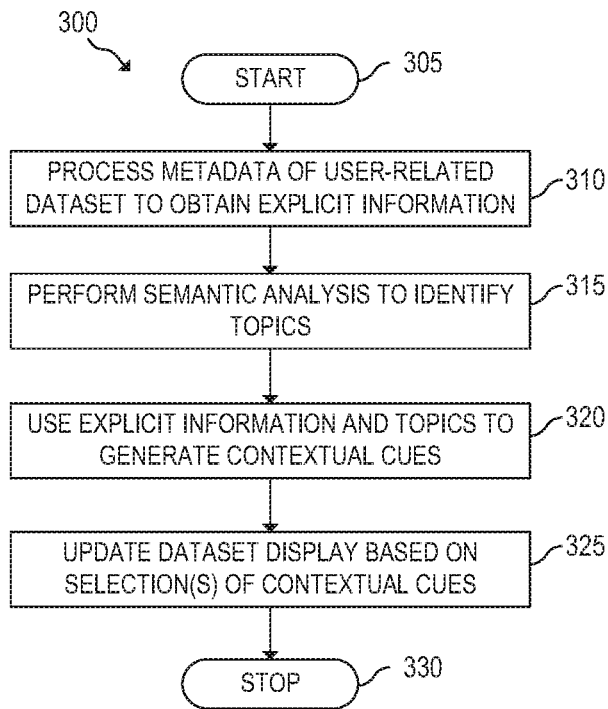 300
START
305
PROCESS METADATA OF USER-RELATED
DATASET TO OBTAIN EXPLICIT INFORMATION
310
PERFORM SEMANTIC ANALYSIS TO IDENTIFY
TOPICS
315
USE EXPLICIT INFORMATION AND TOPICS TO
GENERATE CONTEXTUAL CUES
320
UPDATE DATASET DISPLAY BASED ON
SELECTION(S) OF CONTEXTUAL CUES
325
STOP
330